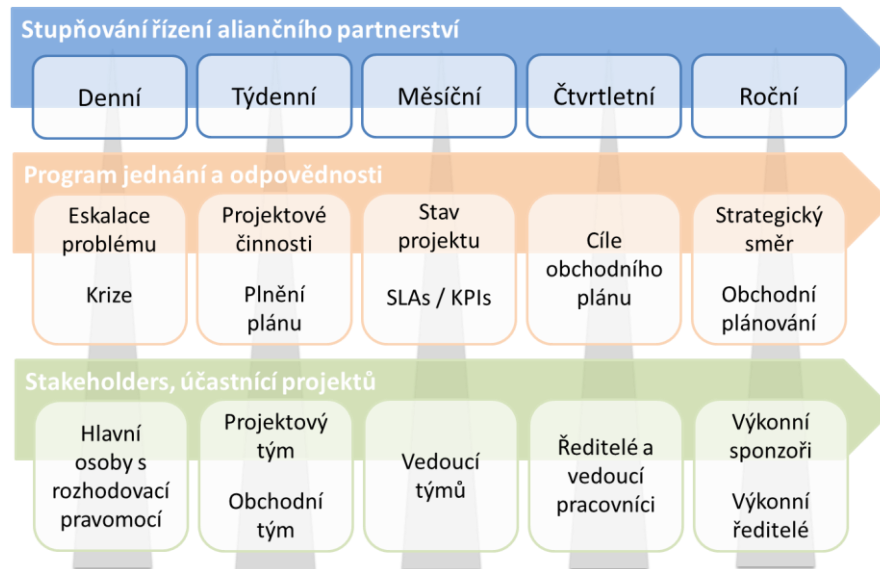 Stupňování řízení aliančního partnerství
Denní
Týdenní
Měsíční
Čtvrtletní
Roční
Program jednání a odpovědnosti
Eskalace
problému
Krize
Projektové
činnosti
Plnění
plánu
Stav
projektu
SLAs / KPIs
Cíle
obchodního
plánu
Strategický
směr
Obchodní
plánování
Stakeholders, účastníci projektů
Hlavní
osoby s
rozhodovací
pravomocí
Projektový
tým
Obchodní
tým
Vedoucí
týmů
Ředitelé a
vedoucí
pracovníci
Výkonní
sponzoři
Výkonní
ředitelé